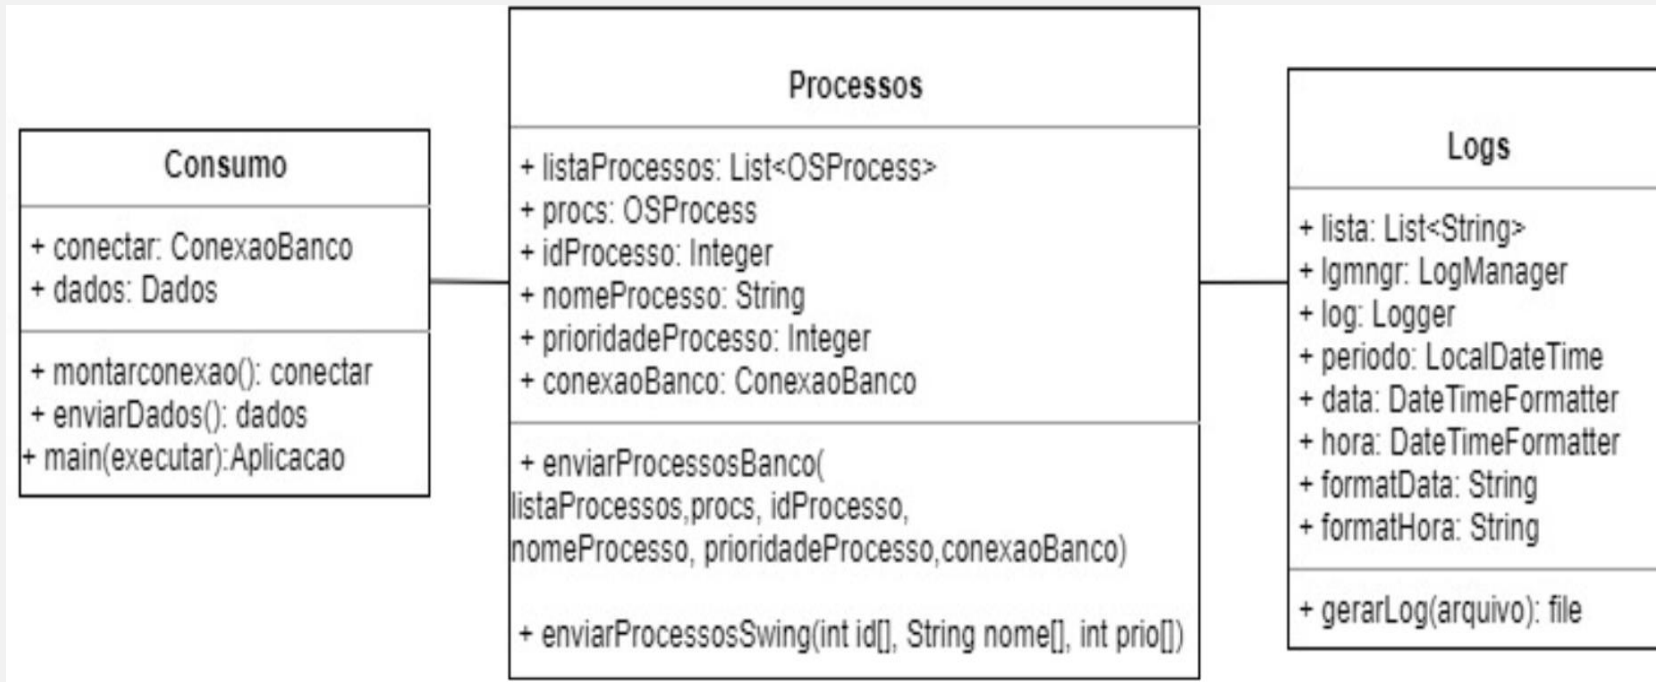 Consumo
+ conectar: ConexaoBanco
+ dados: Dados
+ montarconexao(): conectar
+ enviarDados(): dados
+ main(executar):Aplicacao
Processos
+ listaProcessos: List<OSProcess>
+ procs: OSProcess
+ idProcesso: Integer
+ nomeProcesso: String
+ prioridadeProcesso: Integer
+ conexaoBanco: ConexaoBanco
+ enviarProcessosBanco(
listaProcessos,procs, idProcesso,
nomeProcesso, prioridadeProcesso,conexaoBanco)
+ enviarProcessosSwing(int id[], String nome[], int prio[])
Logs
+ lista: List<String>
+ lgmngr: LogManager
+ log: Logger
+ periodo: LocalDateTime
+ data: DateTimeFormatter
+ hora: DateTimeFormatter
+ formatData: String
+ formatHora: String
+ gerarLog(arquivo): file